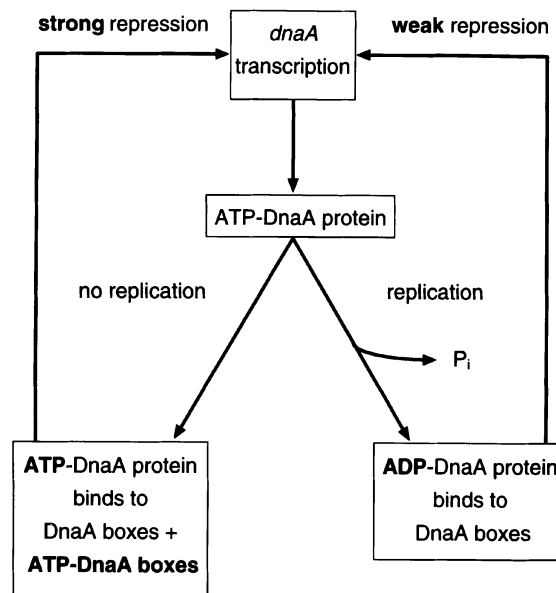 strong repression
dnaA
transcription
weak repression
ATP-DnaA protein
no replication
replication
Pi
ATP-DnaA protein
binds to
DnaA boxes +
ATP-DnaA boxes
ADP-DnaA protein
binds to
DnaA boxes